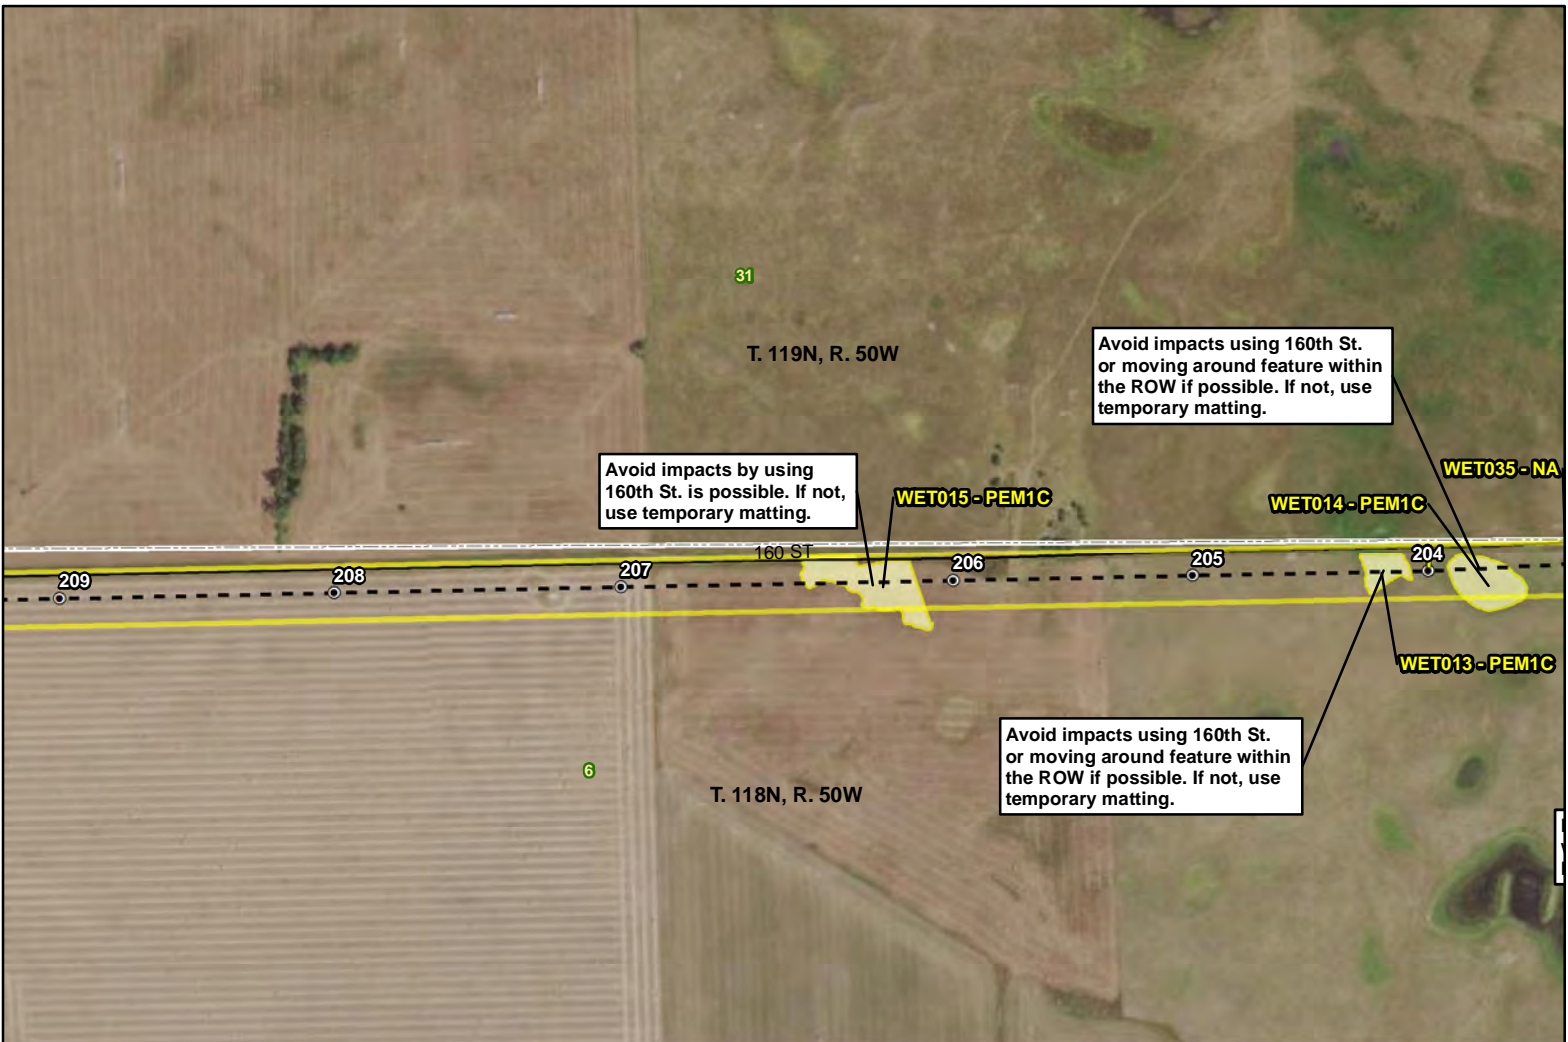 31
T. 119N, R. 50W
Avoid impacts using 160th St.
or moving around feature within
the ROW if possible. If not, use
temporary matting.
WET035 - NA
Avoid impacts by using
160th St. is possible. If not,
use temporary matting.
WET015 - PEM1C
WET014 - PEM1C
160 ST
209
208
207
206
205
204
WET013 - PEM1C
Avoid impacts using 160th St.
or moving around feature within
the ROW if possible. If not, use
temporary matting.
6
T. 118N, R. 50W